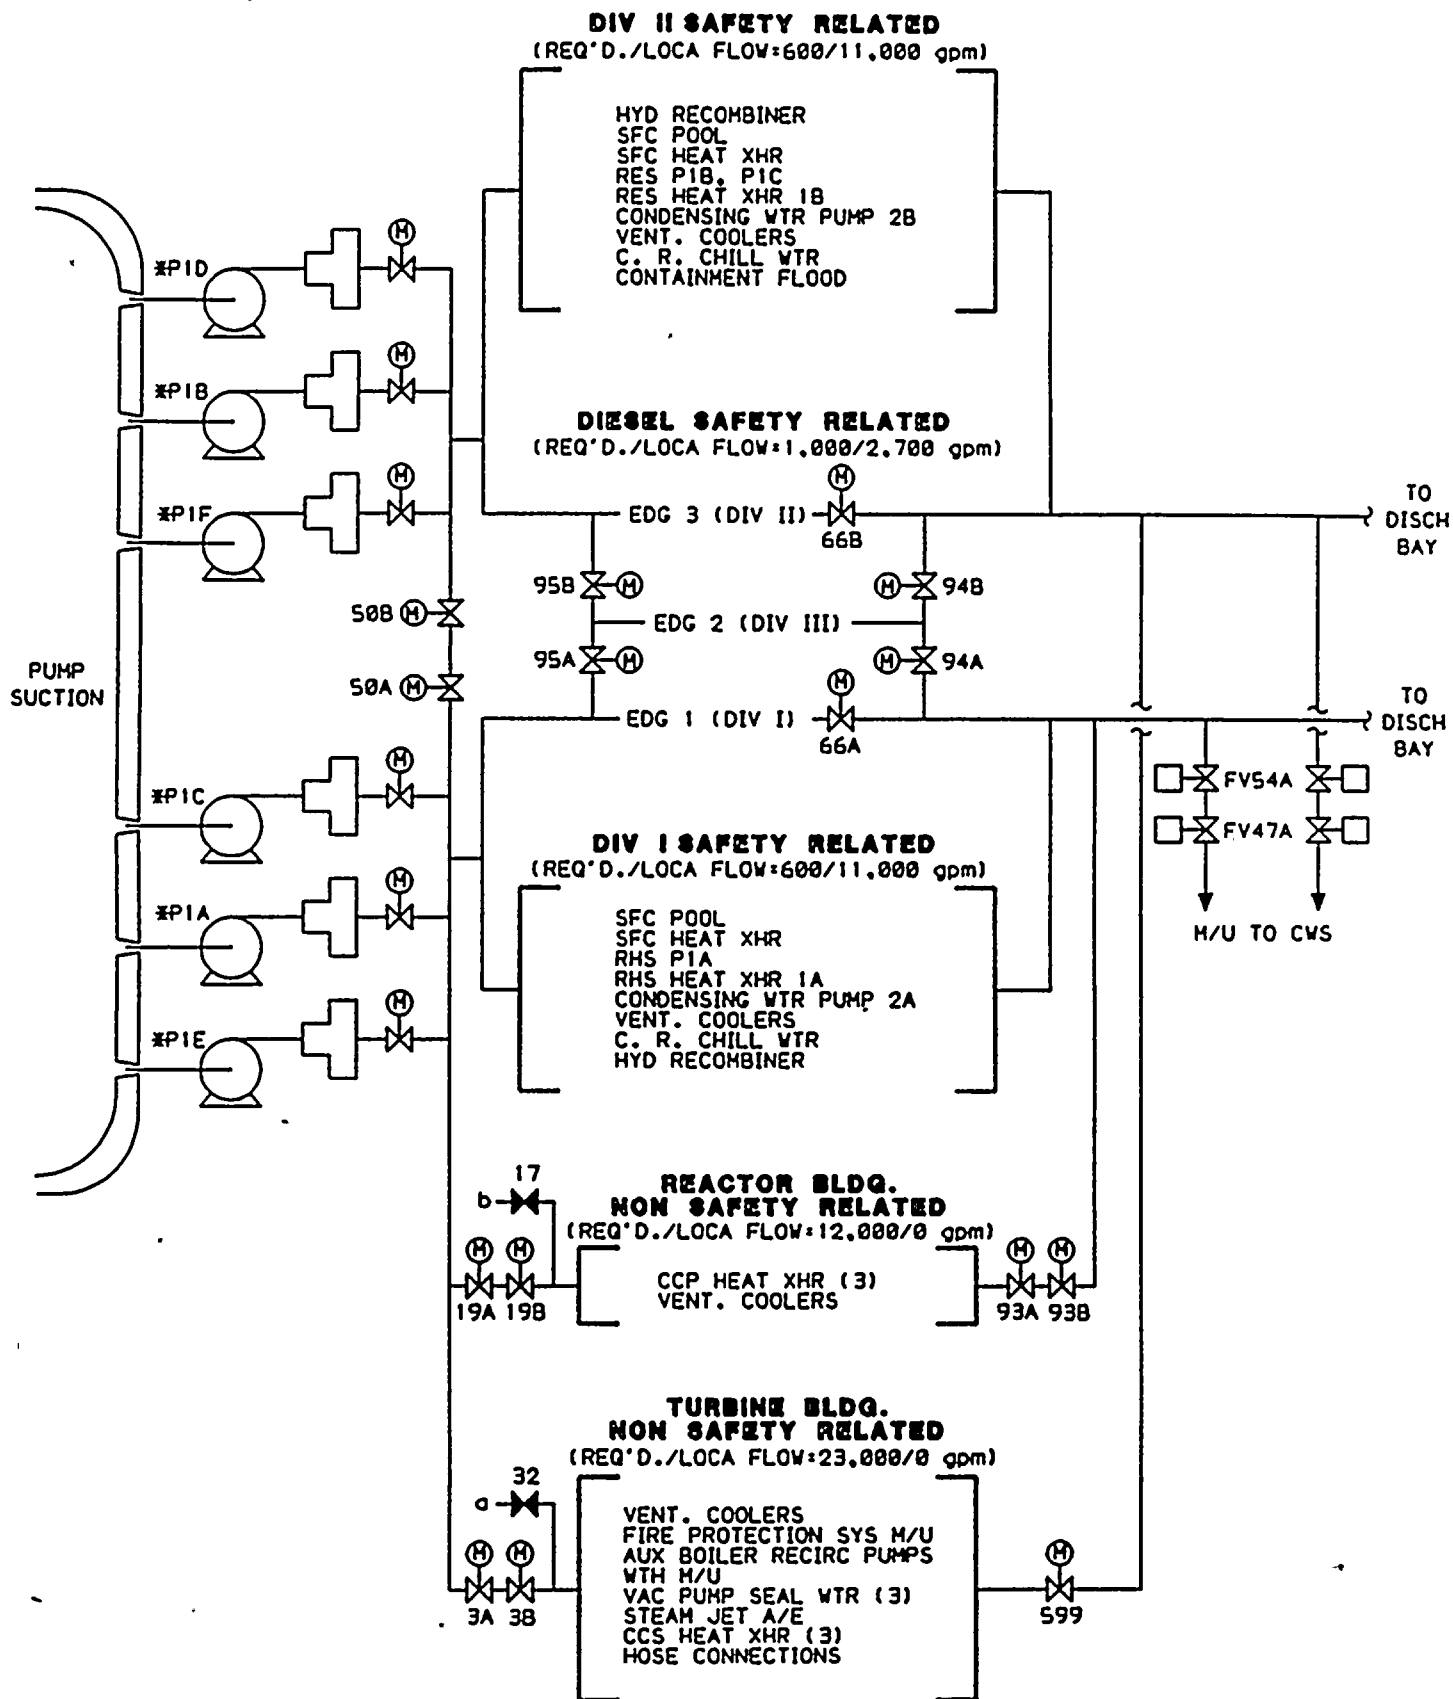 DIV II SAFETY RELATED
(REQ'D./LOCA FLOW:600/11,000 gpm)
HYD RECOMBINER
SFC POOL
SFC HEAT XHR
RES P1B, P1C
RES HEAT XHR 1B
CONDENSING WTR PUMP 2B
VENT. COOLERS
C. R. CHILL WTR
CONTAINMENT FLOOD
M
*P1D
M
*P1B
M
*P1F
DIESEL SAFETY RELATED
(REQ'D./LOCA FLOW:1,000/2,700 gpm)
M
EDG 3 (DIV II)
66B
TO
DISCH
BAY
95B M
M 94B
50B M
EDG 2 (DIV III)
95A M
M 94A
50A M
PUMP
SUCTION
M
EDG 1 (DIV I)
66A
TO
DISCH
BAY
M
*P1C
FV54A
FV47A
M/U TO CWS
M
*P1A
M
*P1E
DIV I SAFETY RELATED
(REQ'D./LOCA FLOW:600/11,000 gpm)
SFC POOL
SFC HEAT XHR
RHS P1A
RHS HEAT XHR 1A
CONDENSING WTR PUMP 2A
VENT. COOLERS
C. R. CHILL WTR
HYD RECOMBINER
17
b
REACTOR BLDG.
NON SAFETY RELATED
(REQ'D./LOCA FLOW:12,000/0 gpm)
M M
19A 19B
CCP HEAT XHR (3)
VENT. COOLERS
M M
93A 93B
TURBINE BLDG.
NON SAFETY RELATED
(REQ'D./LOCA FLOW:23,000/0 gpm)
32
a
M M
3A 3B
VENT. COOLERS
FIRE PROTECTION SYS M/U
AUX BOILER RECIRC PUMPS
WTH M/U
VAC PUMP SEAL WTR (3)
STEAM JET A/E
CCS HEAT XHR (3)
HOSE CONNECTIONS
M
599